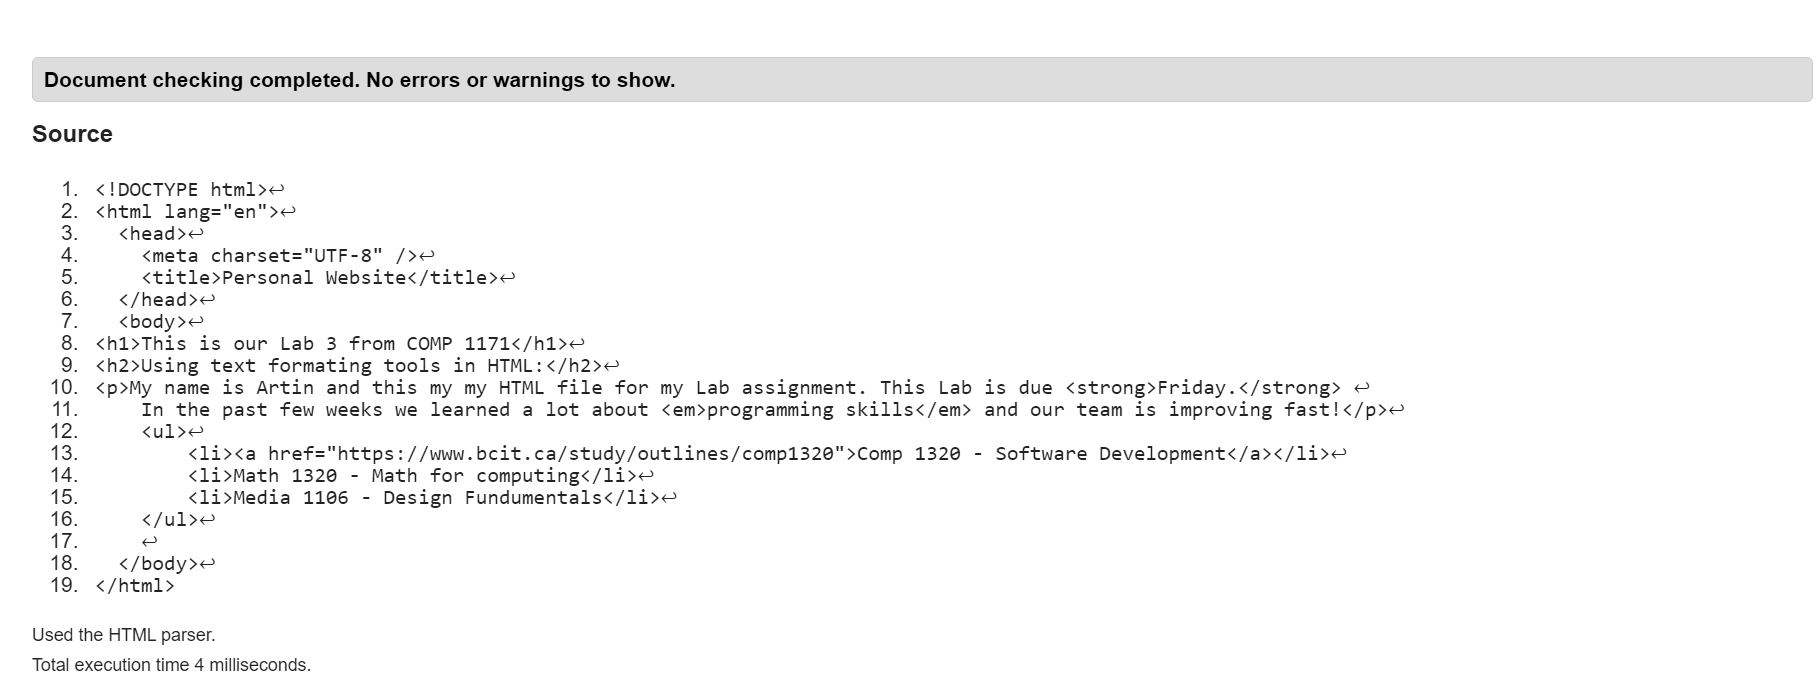 Document checking completed. No errors or warnings to show.
Source
1. <!DOCTYPE html>↩
2. <html lang="en">↩
3.   <head>↩
4.     <meta charset="UTF-8" />↩
5.     <title>Personal Website</title>↩
6.   </head>↩
7.   <body>↩
8. <h1>This is our Lab 3 from COMP 1171</h1>↩
9. <h2>Using text formating tools in HTML:</h2>↩
10. <p>My name is Artin and this my my HTML file for my Lab assignment. This Lab is due <strong>Friday.</strong> ↩
11.     In the past few weeks we learned a lot about <em>programming skills</em> and our team is improving fast!</p>↩
12.     <ul>↩
13.         <li><a href="https://www.bcit.ca/study/outlines/comp1320">Comp 1320 - Software Development</a></li>↩
14.         <li>Math 1320 - Math for computing</li>↩
15.         <li>Media 1106 - Design Fundumentals</li>↩
16.     </ul>↩
17.     ↩
18.   </body>↩
19. </html>
Used the HTML parser.
Total execution time 4 milliseconds.